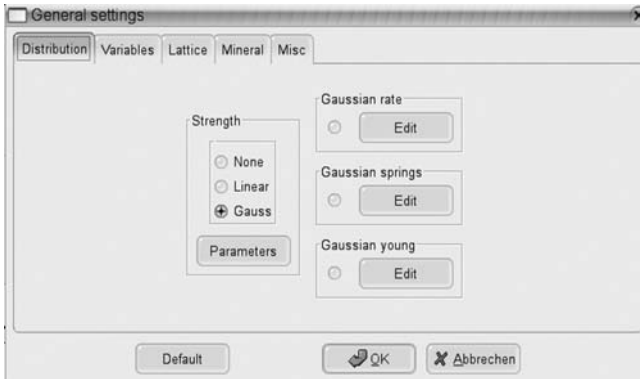 General settings
Distribution Variables Lattice Mineral Misc
Strength
None
Linear
Gauss
Parameters
Gaussian rate
Edit
Gaussian springs
Edit
Gaussian young
Edit
Default OK Abbrechen